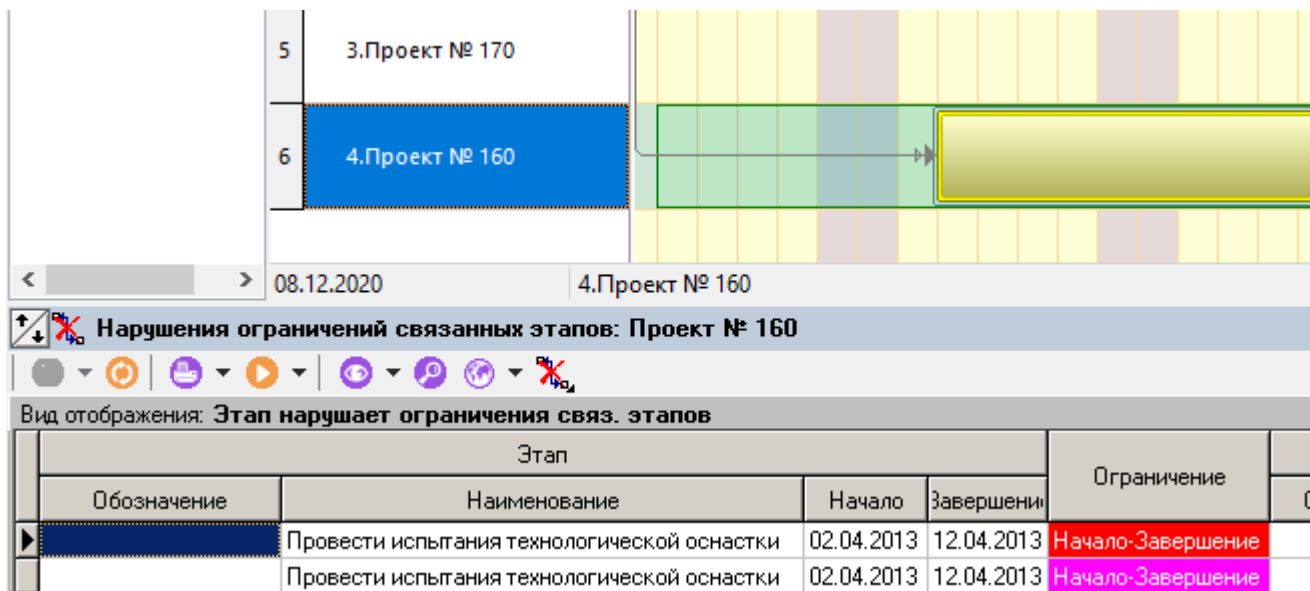 5 3.Проект № 170
6 4.Проект № 160
08.12.2020 4.Проект № 160
Нарушения ограничений связанных этапов: Проект № 160
Вид отображения: Этап нарушает ограничения связ. этапов
Этап
Ограничение
Обозначение Наименование Начало Завершени
Провести испытания технологической оснастки 02.04.2013 12.04.2013 Начало-Завершение
Провести испытания технологической оснастки 02.04.2013 12.04.2013 Начало-Завершение